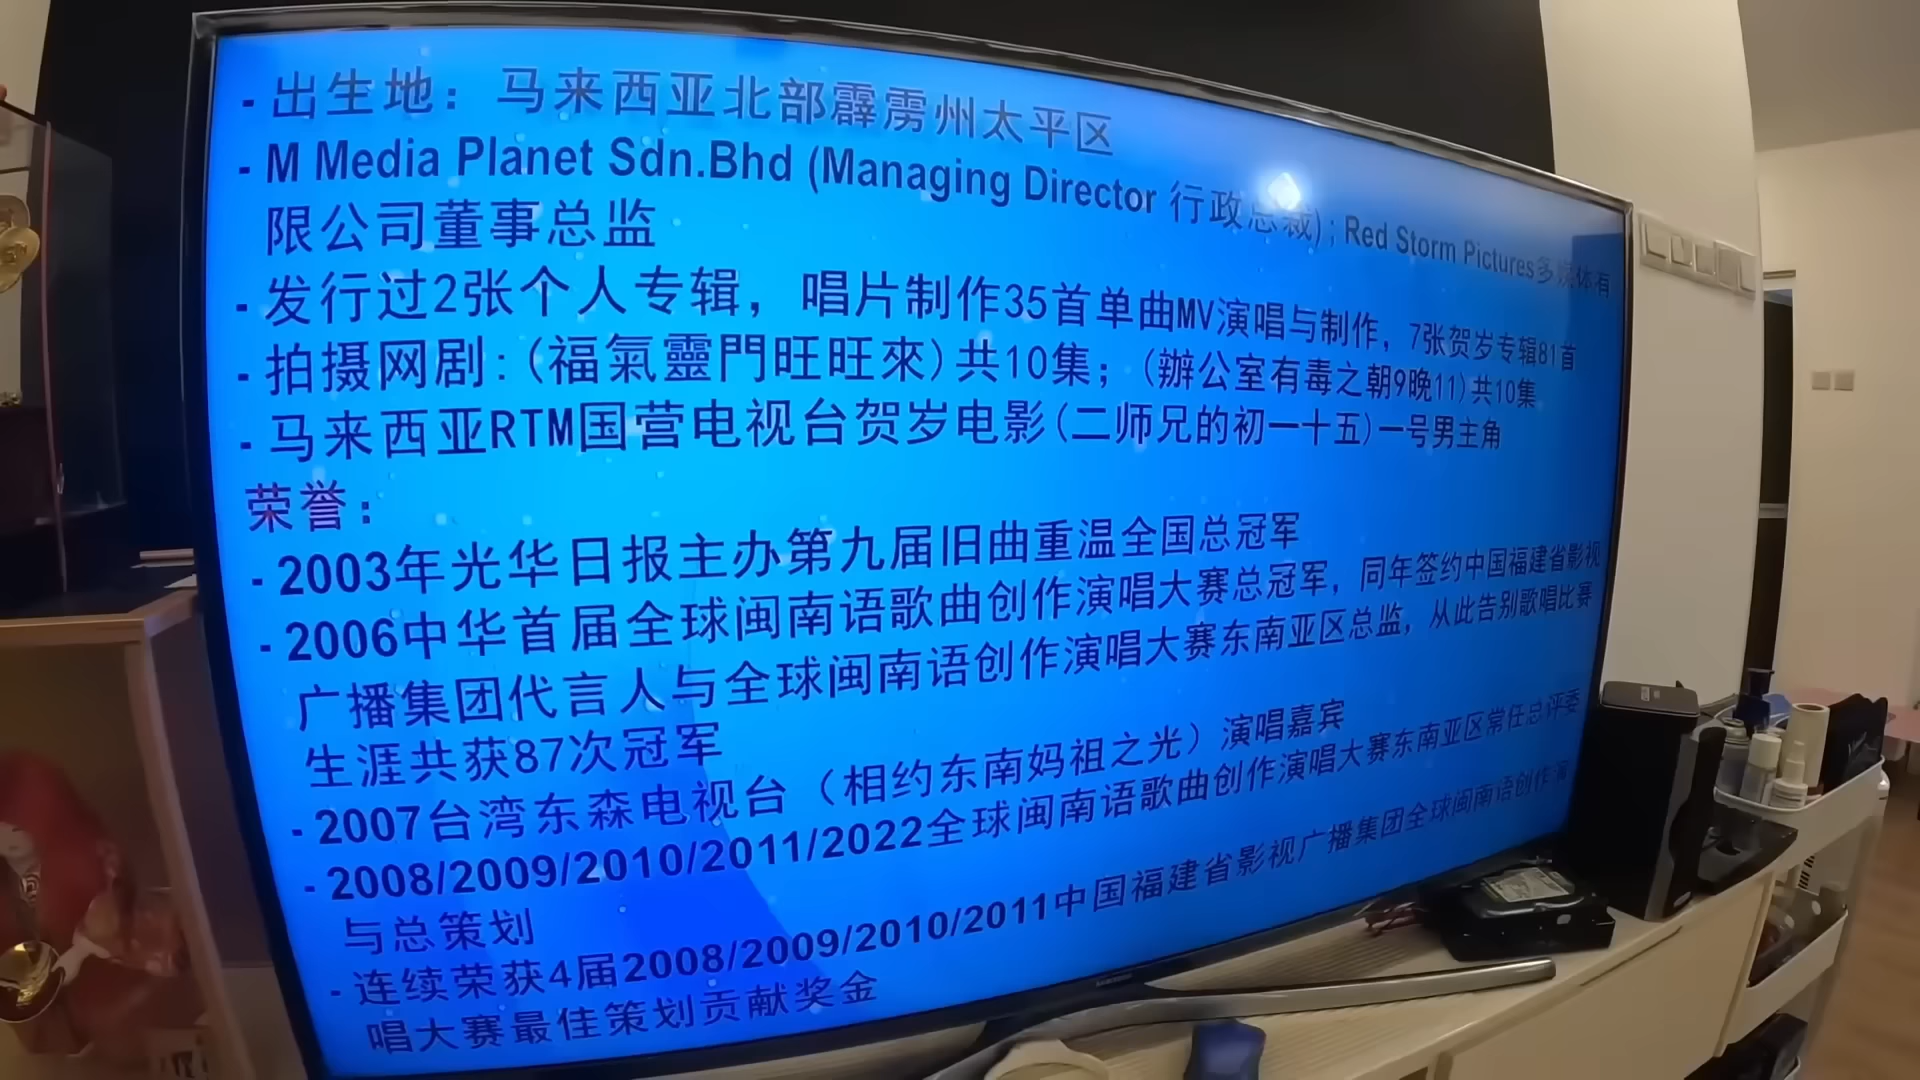 - 出生地：马来西亚北部霹雳州太平区
- M Media Planet Sdn.Bhd (Managing Director 行政总裁); Red Storm Pictures多媒体有
限公司董事总监
- 发行过2张个人专辑，唱片制作35首单曲MV演唱与制作，7张贺岁专辑81首
- 拍摄网剧:(福氣靈門旺旺來)共10集；(辦公室有毒之朝9晚11)共10集
- 马来西亚RTM国营电视台贺岁电影(二师兄的初一十五)一号男主角
荣誉：
- 2003年光华日报主办第九届旧曲重温全国总冠军
- 2006中华首届全球闽南语歌曲创作演唱大赛总冠军，同年签约中国福建省影视
广播集团代言人与全球闽南语创作演唱大赛东南亚区总监，从此告别歌唱比赛
生涯共获87次冠军
- 2007台湾东森电视台（相约东南妈祖之光）演唱嘉宾
- 2008/2009/2010/2011/2022全球闽南语歌曲创作演唱大赛东南亚区常任总评委
与总策划
- 连续荣获4届2008/2009/2010/2011中国福建省影视广播集团全球闽南语创作演
唱大赛最佳策划贡献奖金